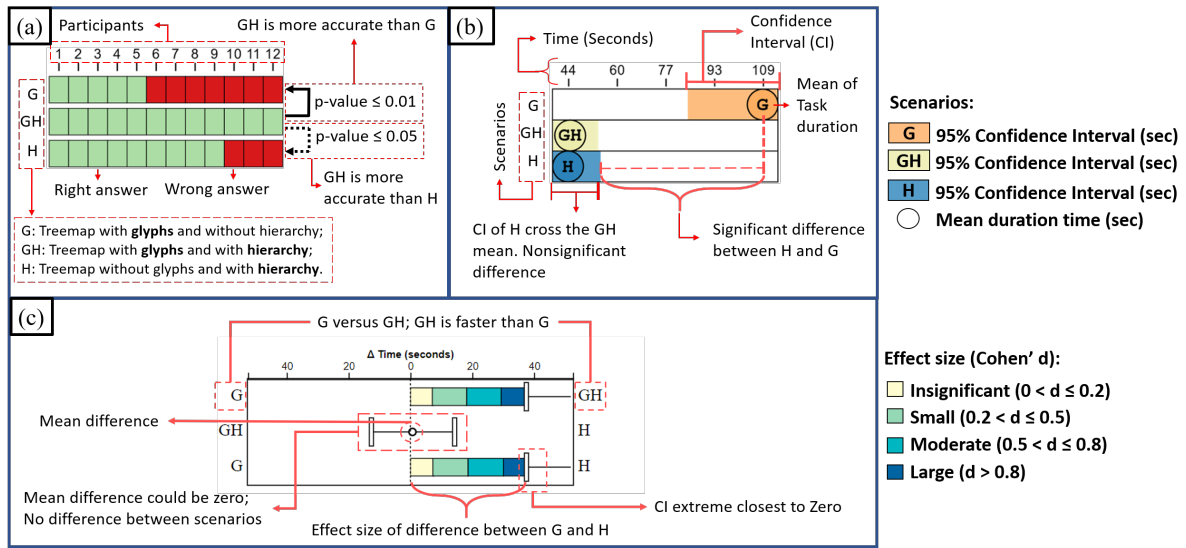 (a)
Participants
GH is more accurate than G
1 2 3 4 5 6 7 8 9 10 11 12
G
GH
H
p-value ≤ 0.01
p-value ≤ 0.05
Right answer
Wrong answer
GH is more
accurate than H
G: Treemap with glyphs and without hierarchy;
GH: Treemap with glyphs and with hierarchy;
H: Treemap without glyphs and with hierarchy.
(b)
Time (Seconds)
Confidence
Interval (CI)
44 60 77 93 109
Scenarios
G
GH
H
G
GH
H
Mean of
Task
duration
CI of H cross the GH
mean. Nonsignificant
difference
Significant difference
between H and G
Scenarios:
G 95% Confidence Interval (sec)
GH 95% Confidence Interval (sec)
H 95% Confidence Interval (sec)
Mean duration time (sec)
(c)
G versus GH; GH is faster than G
Δ Time (seconds)
40 20 0 20 40
G GH
Mean difference
GH H
G H
Mean difference could be zero;
No difference between scenarios
Effect size of difference between G and H
CI extreme closest to Zero
Effect size (Cohen’ d):
Insignificant (0 < d ≤ 0.2)
Small (0.2 < d ≤ 0.5)
Moderate (0.5 < d ≤ 0.8)
Large (d > 0.8)